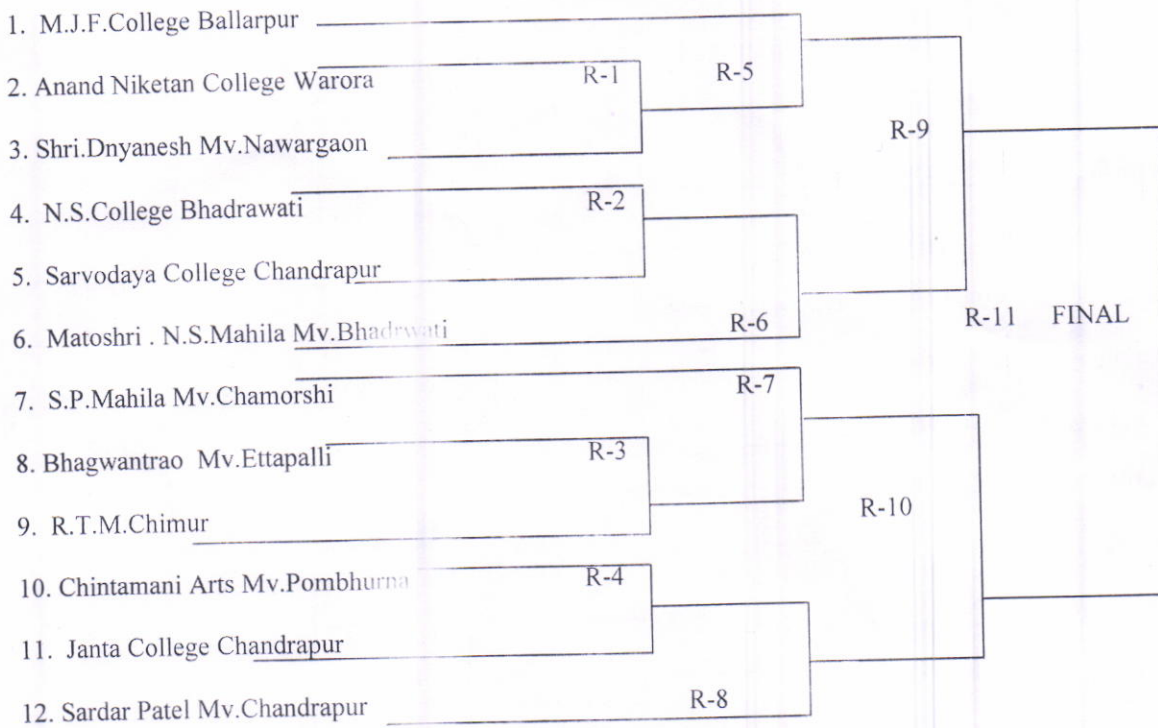 1. M.J.F.College Ballarpur
2. Anand Niketan College Warora
R-1
R-5
3. Shri.Dnyanesh Mv.Nawargaon
R-9
4. N.S.College Bhadrawati
R-2
5. Sarvodaya College Chandrapur
6. Matoshri . N.S.Mahila Mv.Bhadrwati
R-6
R-11 FINAL
7. S.P.Mahila Mv.Chamorshi
R-7
8. Bhagwantrao Mv.Ettapalli
R-3
9. R.T.M.Chimur
R-10
10. Chintamani Arts Mv.Pombhurna
R-4
11. Janta College Chandrapur
12. Sardar Patel Mv.Chandrapur
R-8